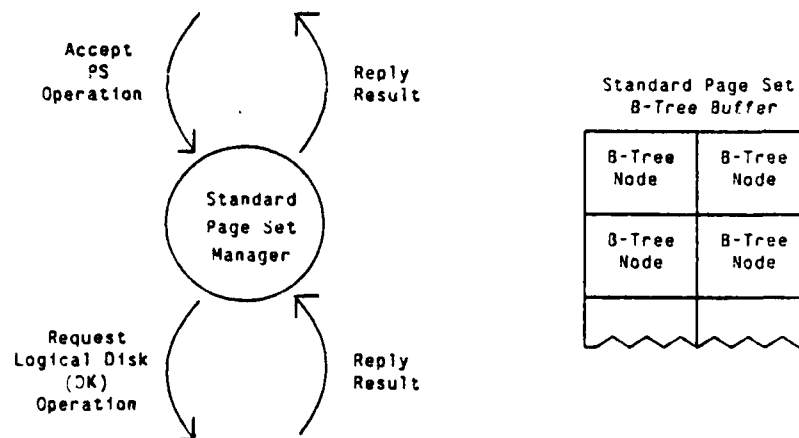 Accept
PS
Operation
Reply
Result
Standard
Page Set
Manager
Request
Logical Disk
(DK)
Operation
Reply
Result
Standard Page Set
B-Tree Buffer
B-Tree
Node
B-Tree
Node
B-Tree
Node
B-Tree
Node